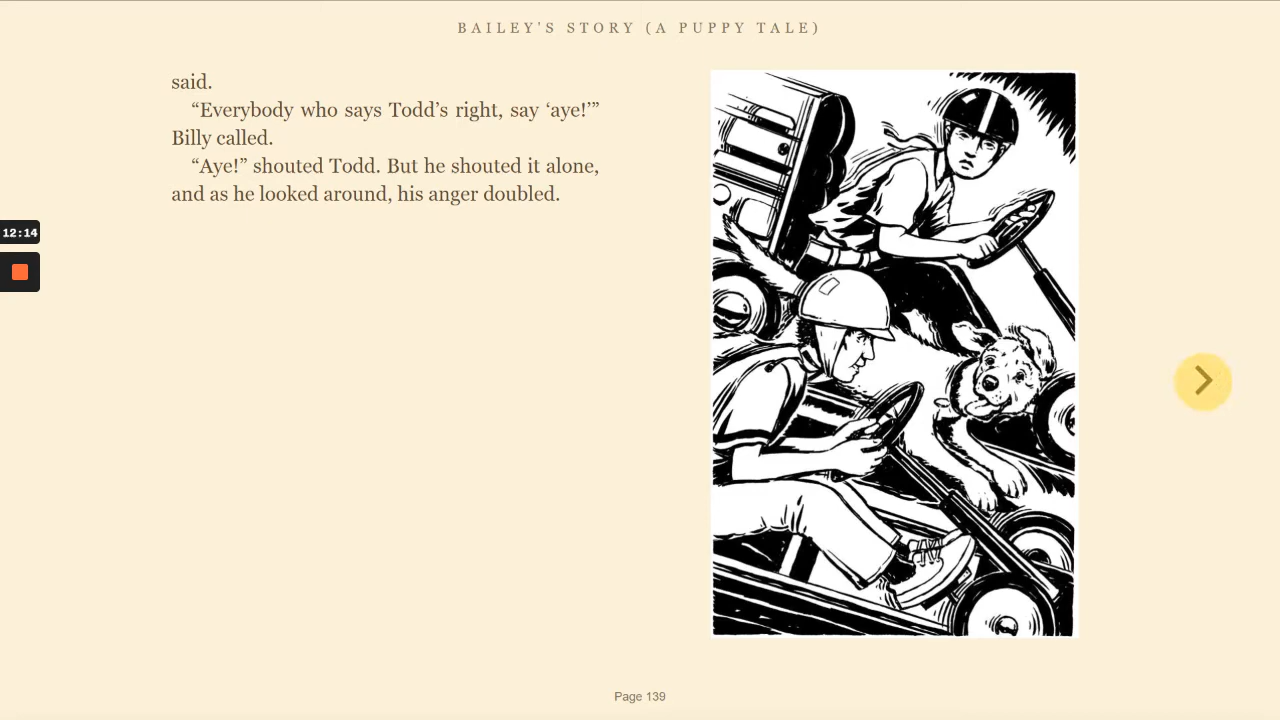 BAILEY'S STORY (A PUPPY TALE)
said.
“Everybody who says Todd’s right, say ‘aye!’”
Billy called.
“Aye!” shouted Todd. But he shouted it alone,
and as he looked around, his anger doubled.
12:14
Page 139